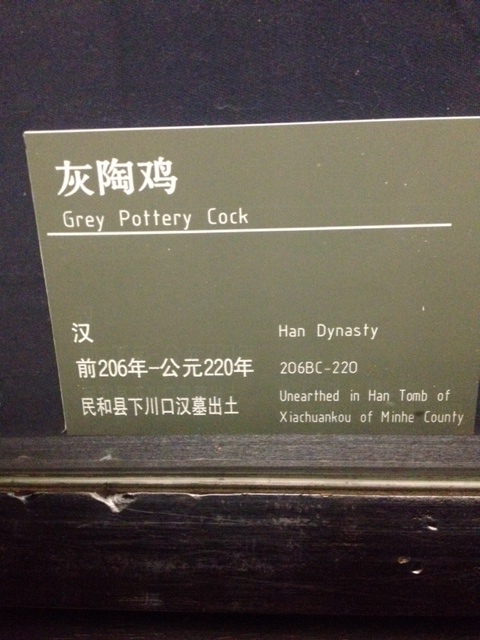 灰陶鸡
Grey Pottery Cock
汉
Han Dynasty
前206年-公元220年
206BC-220
民和县下川口汉墓出土
Unearthed in Han Tomb of
Xiachuankou of Minhe County